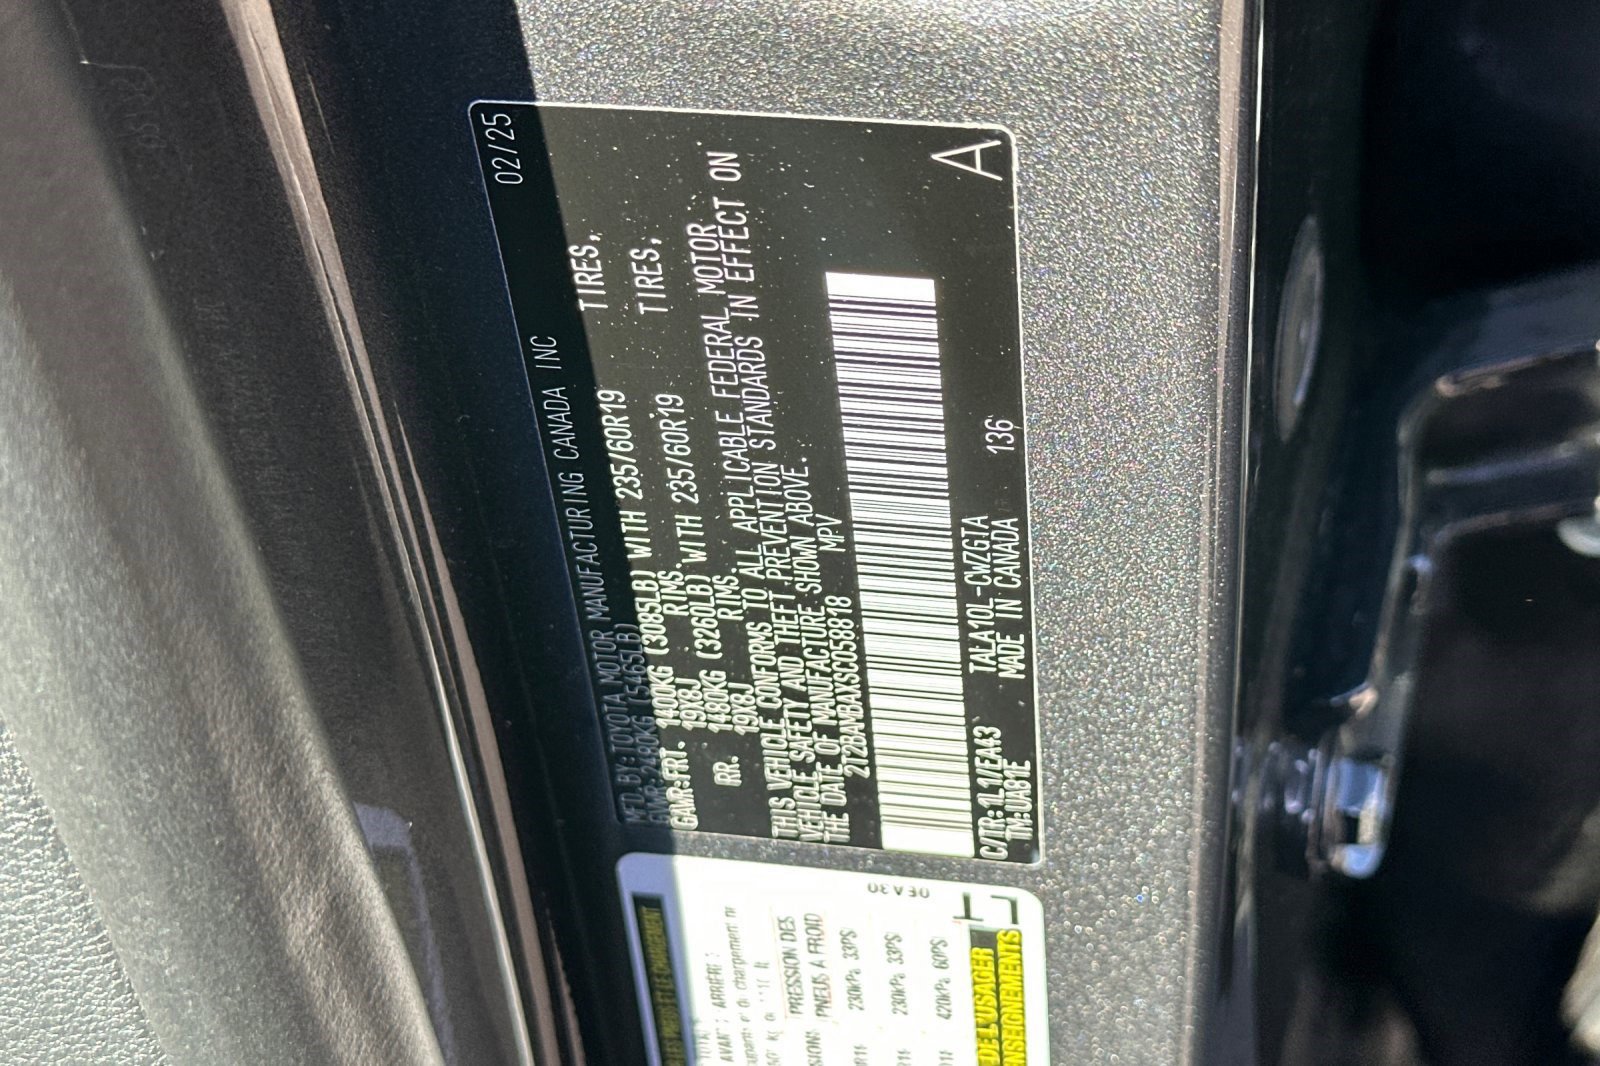 02/25
MFD. BY: TOYOTA MOTOR MANUFACTURING CANADA INC
GVWR: 2480KG (5465LB)
GAWR: FRT. 1400KG (3085LB) WITH 235/60R19 TIRES,
19X8J RIMS.
RR. 1480KG (3260LB) WITH 235/60R19 TIRES,
19X8J RIMS.
THIS VEHICLE CONFORMS TO ALL APPLICABLE FEDERAL MOTOR
VEHICLE SAFETY AND THEFT PREVENTION STANDARDS IN EFFECT ON
THE DATE OF MANUFACTURE SHOWN ABOVE.
2T2BAMBAXSC058818 MPV
C/TR: 1L1/EA43 TALA10L-CWZGTA 136
TM: UA81E MADE IN CANADA A
0EA30
PRESSION DES
PNEUS À FROID
230kPa 33PSI
230kPa 33PSI
420kPa 60PSI
DE L'USAGER